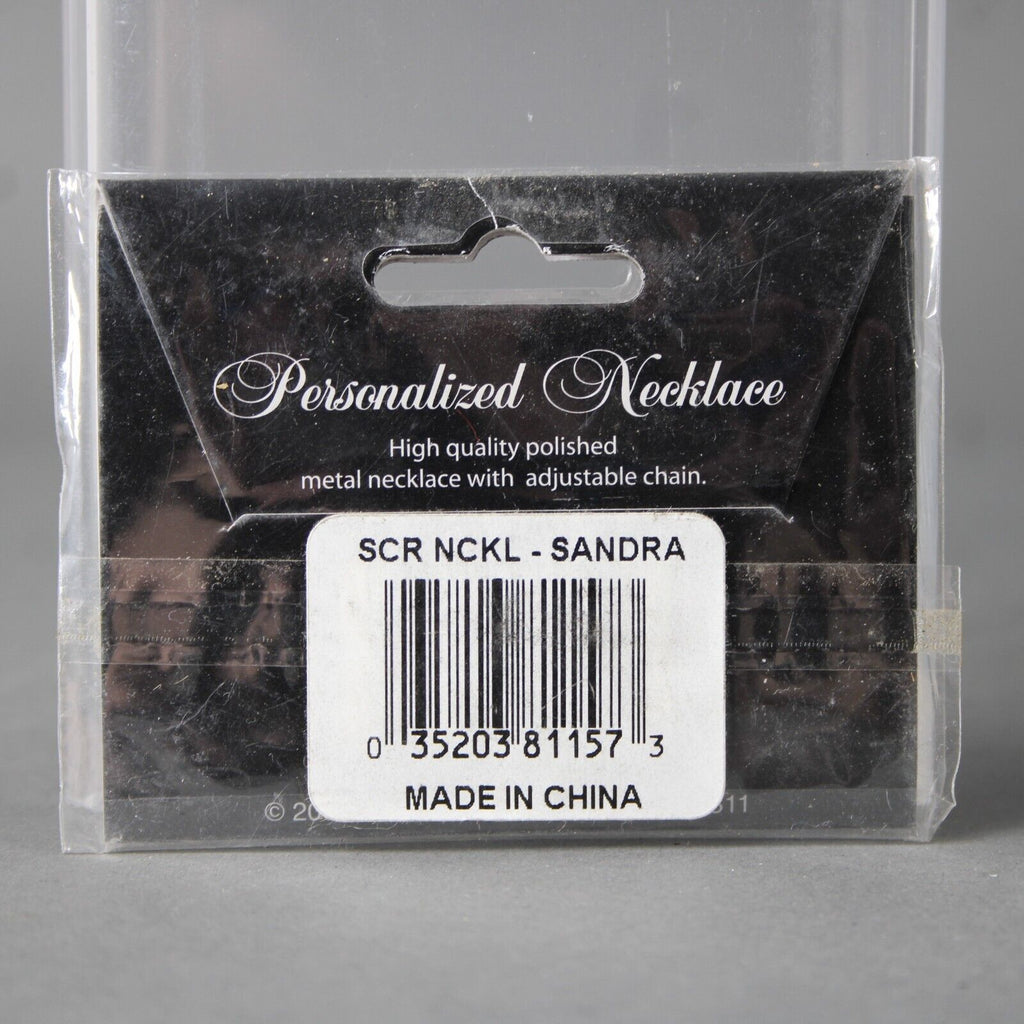 Personalized Necklace
High quality polished
metal necklace with adjustable chain.
SCR NCKL - SANDRA
0 35203 81157 3
MADE IN CHINA
©